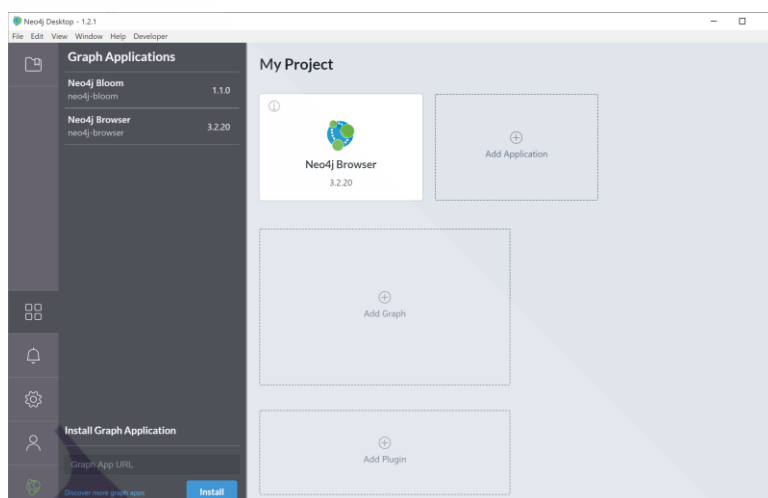 Neo4j Desktop - 1.2.1
File Edit View Window Help Developer
Graph Applications
Neo4j Bloom
neo4j-bloom
1.1.0
Neo4j Browser
neo4j-browser
3.2.20
Install Graph Application
Graph App URL
Discover more graph apps
Install
My Project
Neo4j Browser
3.2.20
Add Application
Add Graph
Add Plugin